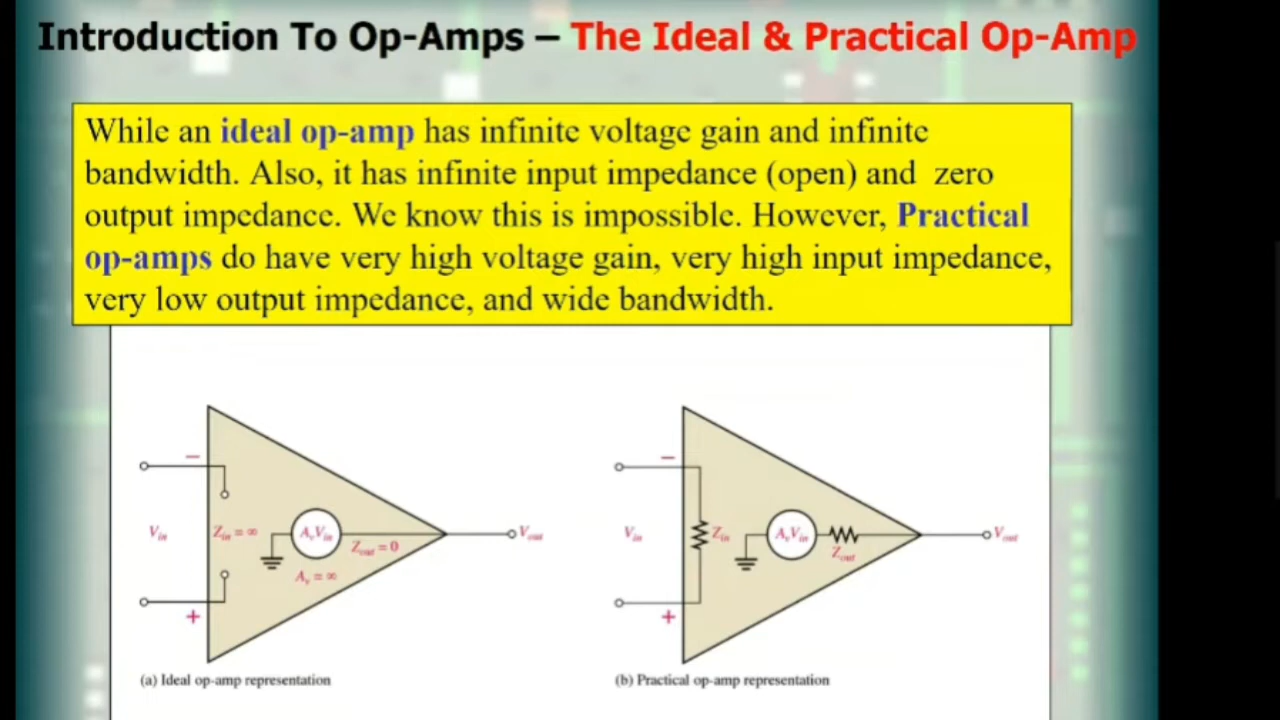 Introduction To Op-Amps – The Ideal & Practical Op-Amp
While an ideal op-amp has infinite voltage gain and infinite
bandwidth. Also, it has infinite input impedance (open) and zero
output impedance. We know this is impossible. However, Practical
op-amps do have very high voltage gain, very high input impedance,
very low output impedance, and wide bandwidth.
−
Vin
Zin = ∞
AvVin
Zout = 0
Av = ∞
Vout
+
(a) Ideal op-amp representation
−
Vin
Zin
AvVin
Zout
Vout
+
(b) Practical op-amp representation